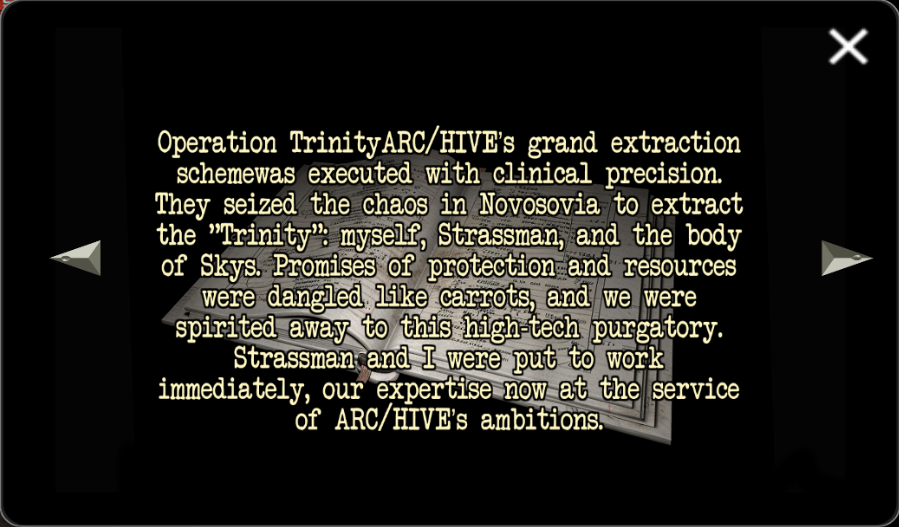 Operation TrinityARC/HIVE's grand extraction
schemewas executed with clinical precision.
They seized the chaos in Novosovia to extract
the "Trinity": myself, Strassman, and the body
of Skys. Promises of protection and resources
were dangled like carrots, and we were
spirited away to this high-tech purgatory.
Strassman and I were put to work
immediately, our expertise now at the service
of ARC/HIVE's ambitions.